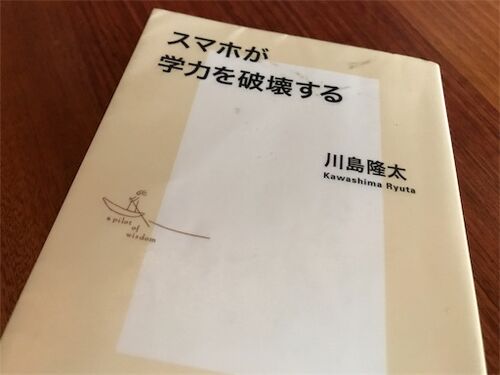 スマホが
学力を破壊する
川島隆太
Kawashima Ryuta
a pilot
of
wisdom